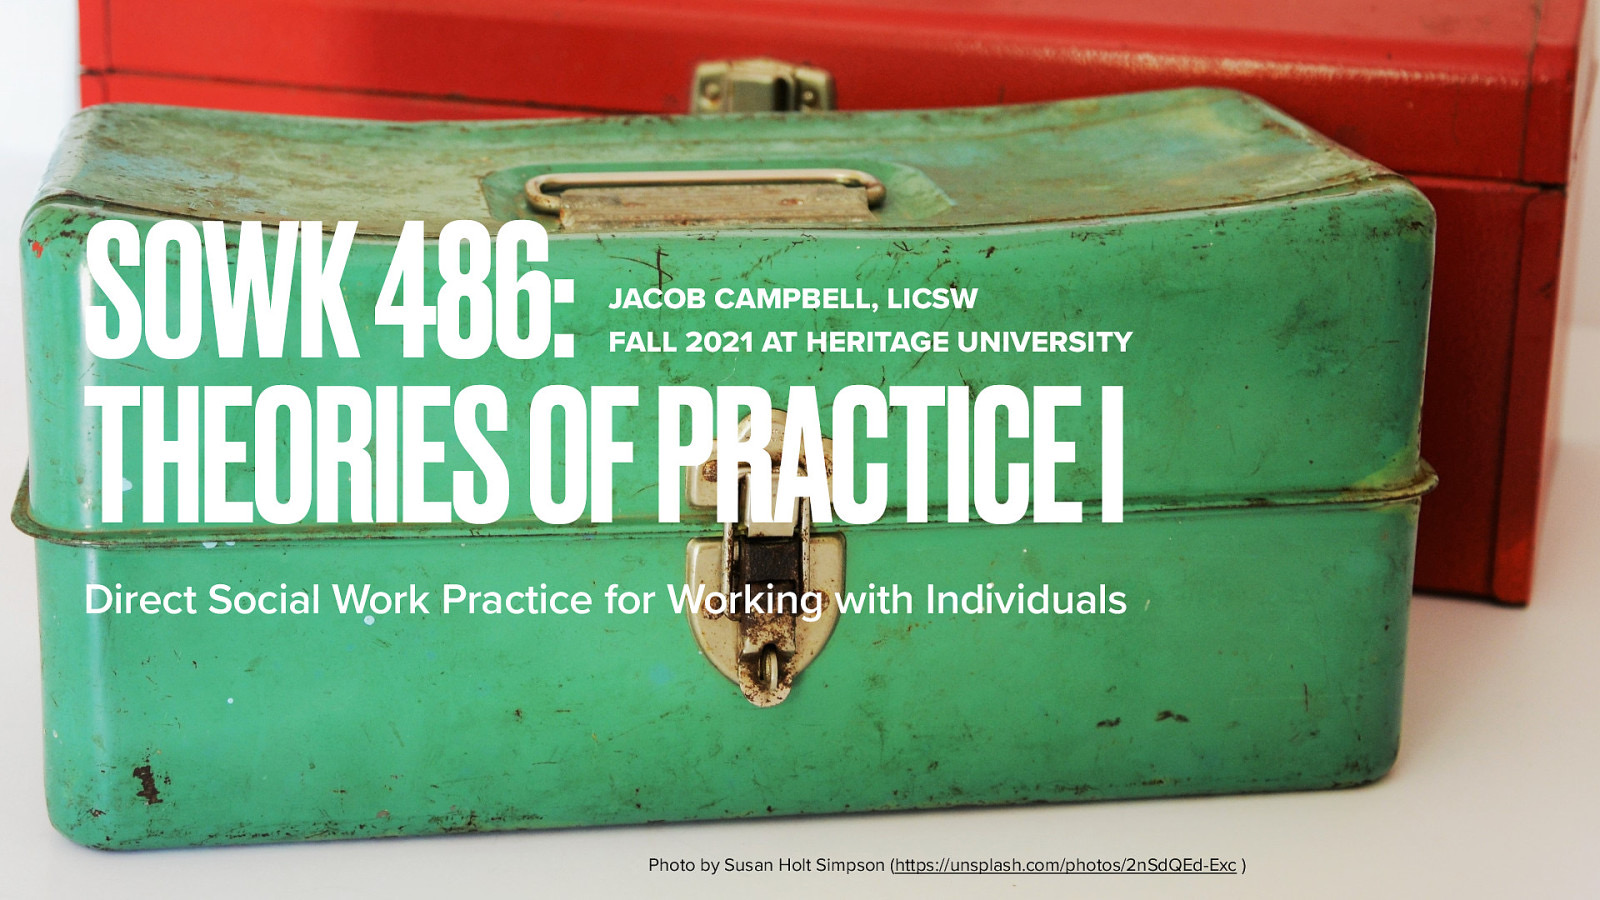 SOWK 486:
JACOB CAMPBELL, LICSW
FALL 2021 AT HERITAGE UNIVERSITY
THEORIES OF PRACTICE I
Direct Social Work Practice for Working with Individuals
Photo by Susan Holt Simpson (https://unsplash.com/photos/2nSdQEd-Exc )